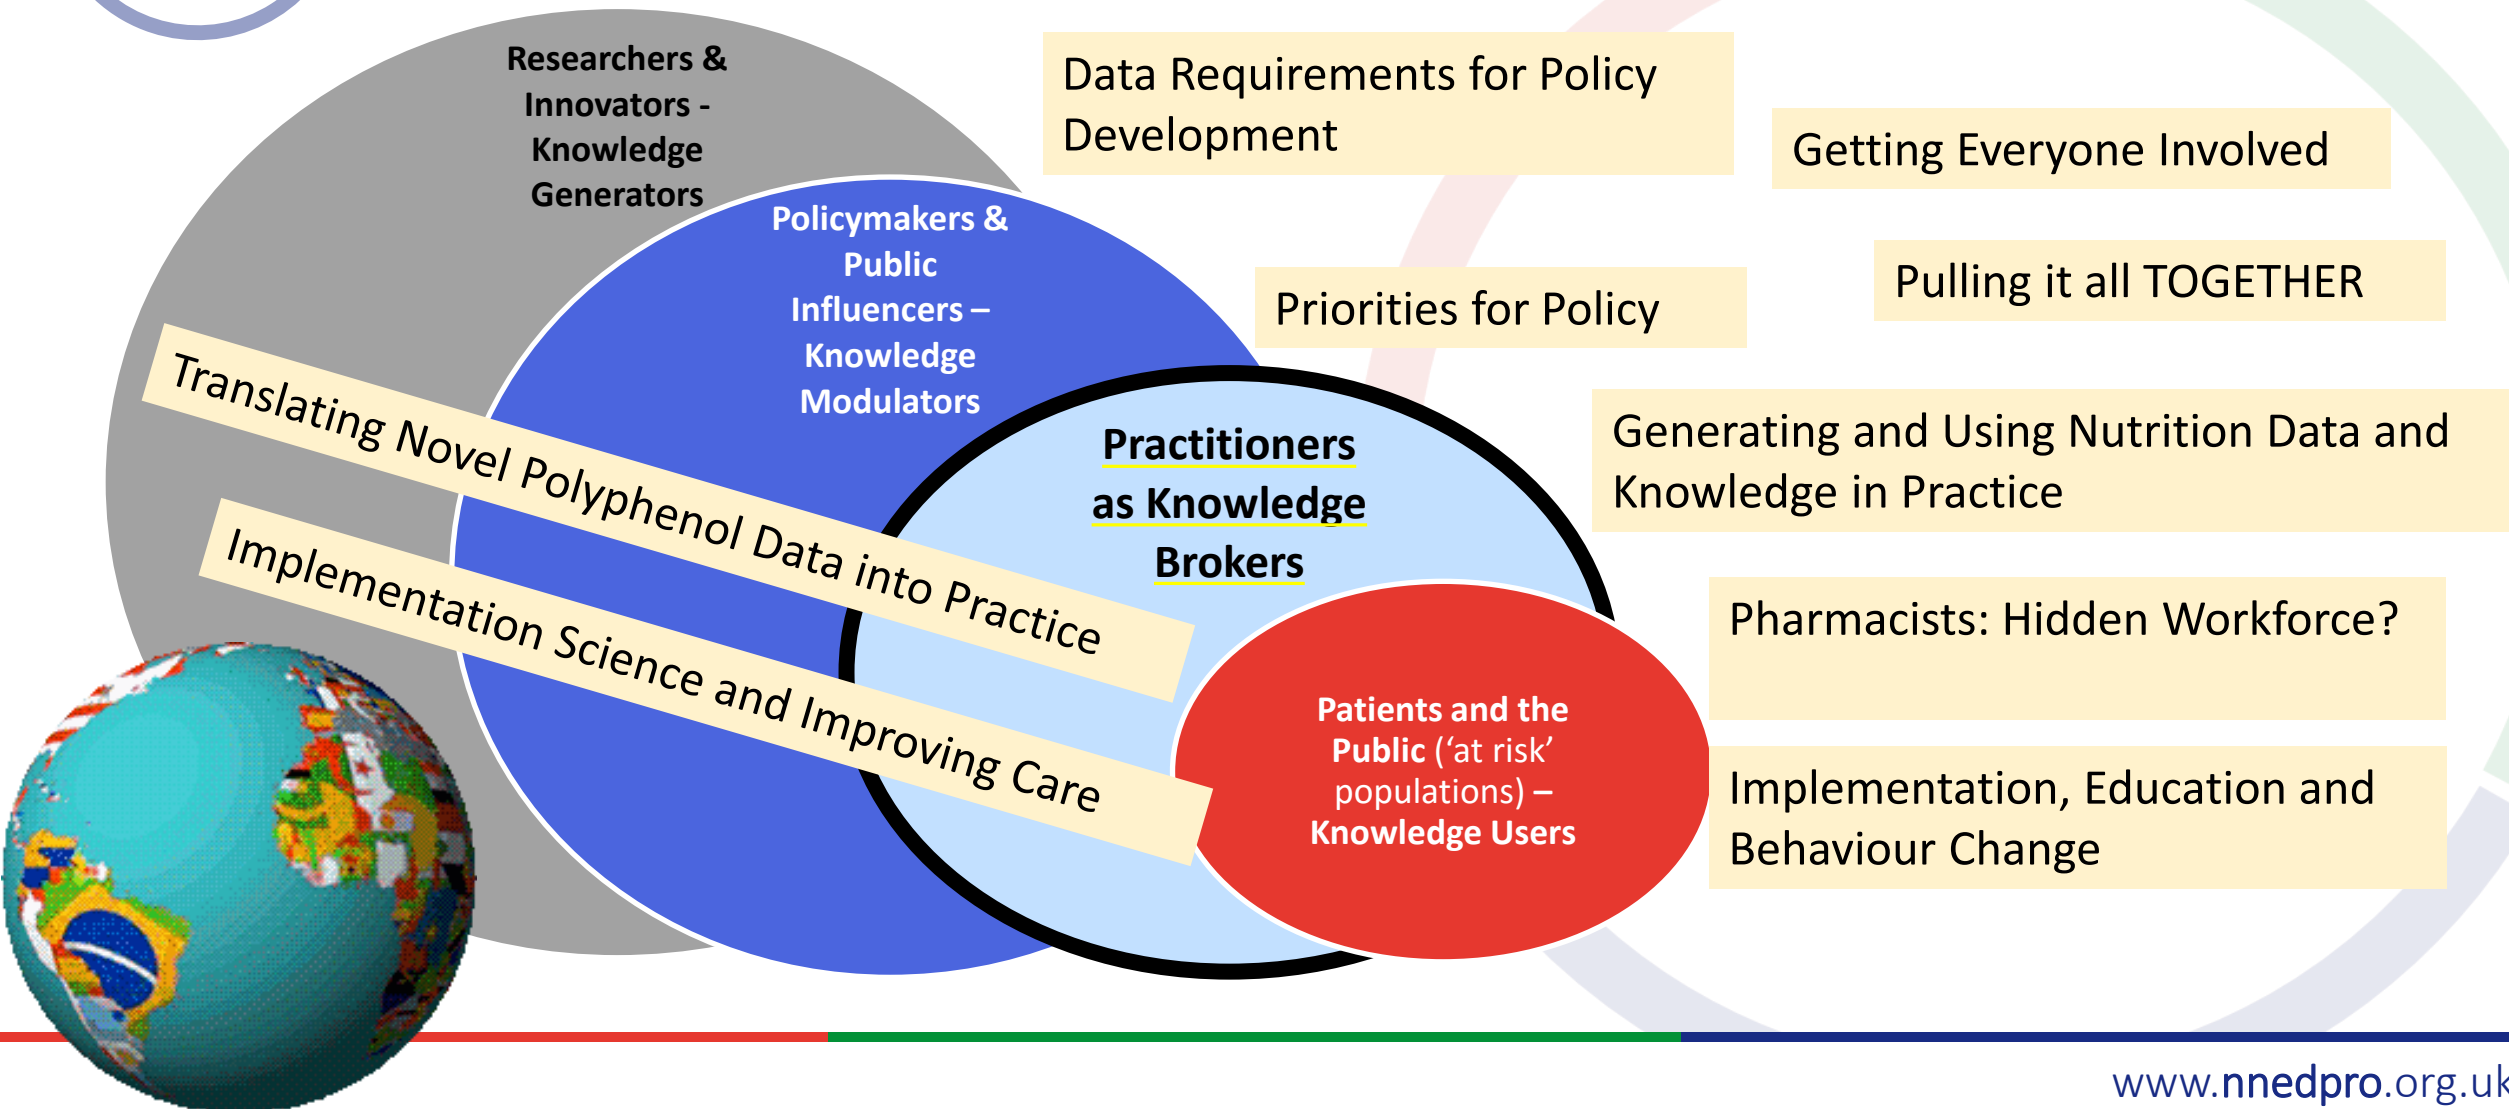 Researchers &
Innovators -
Knowledge
Generators
Policymakers &
Public
Influencers –
Knowledge
Modulators
Practitioners
as Knowledge
Brokers
Patients and the
Public (‘at risk’
populations) –
Knowledge Users
Translating Novel Polyphenol Data into Practice
Implementation Science and Improving Care
Data Requirements for Policy
Development
Getting Everyone Involved
Pulling it all TOGETHER
Priorities for Policy
Generating and Using Nutrition Data and
Knowledge in Practice
Pharmacists: Hidden Workforce?
Implementation, Education and
Behaviour Change
www.nnedpro.org.uk